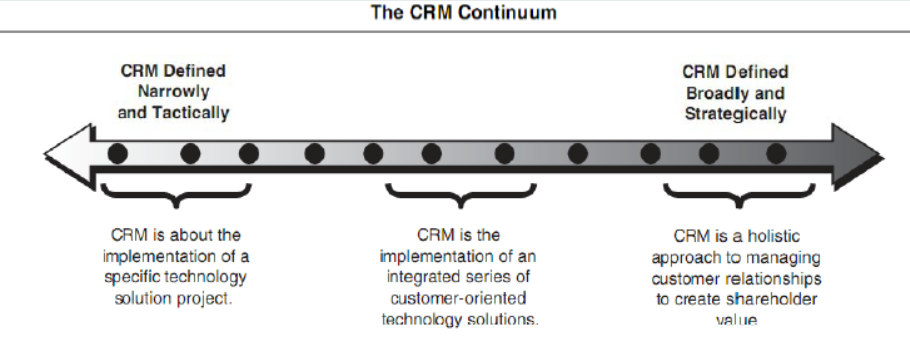 The CRM Continuum
CRM Defined
Narrowly
and Tactically
CRM Defined
Broadly and
Strategically
CRM is about the
implementation of a
specific technology
solution project.
CRM is the
implementation of an
integrated series of
customer-oriented
technology solutions.
CRM is a holistic
approach to managing
customer relationships
to create shareholder
value